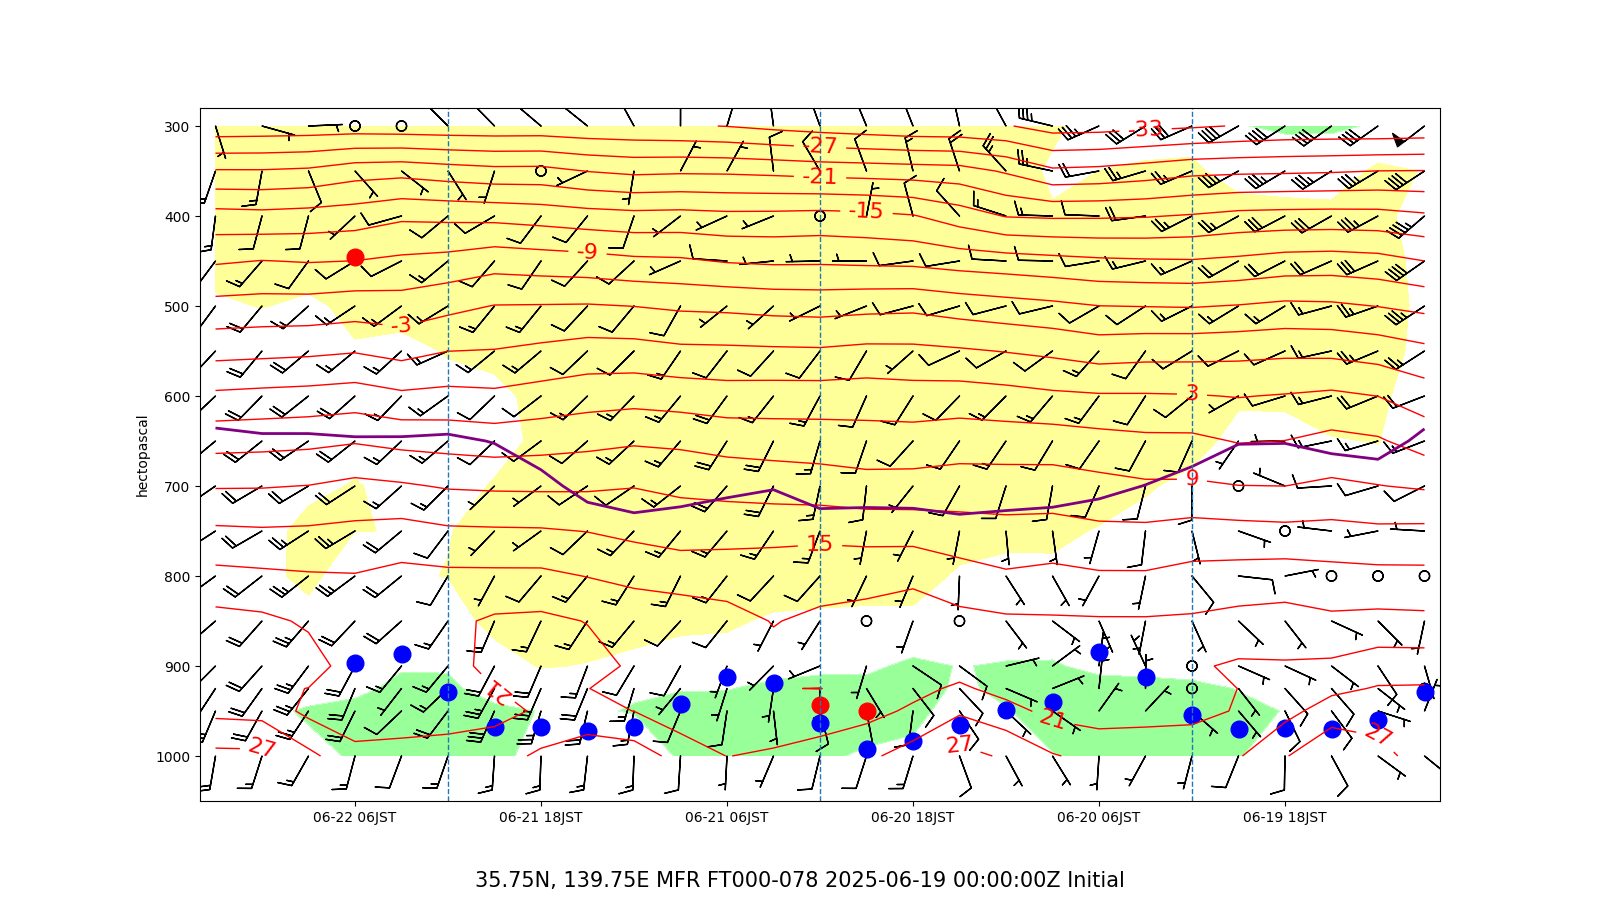 300
-33
-27
-21
400
-15
-9
500
-3
600
3
hectopascal
700
9
15
800
900
21
21
27
27
27
1000
06-22 06JST
06-21 18JST
06-21 06JST
06-20 18JST
06-20 06JST
06-19 18JST
35.75N, 139.75E MFR FT000-078 2025-06-19 00:00:00Z Initial